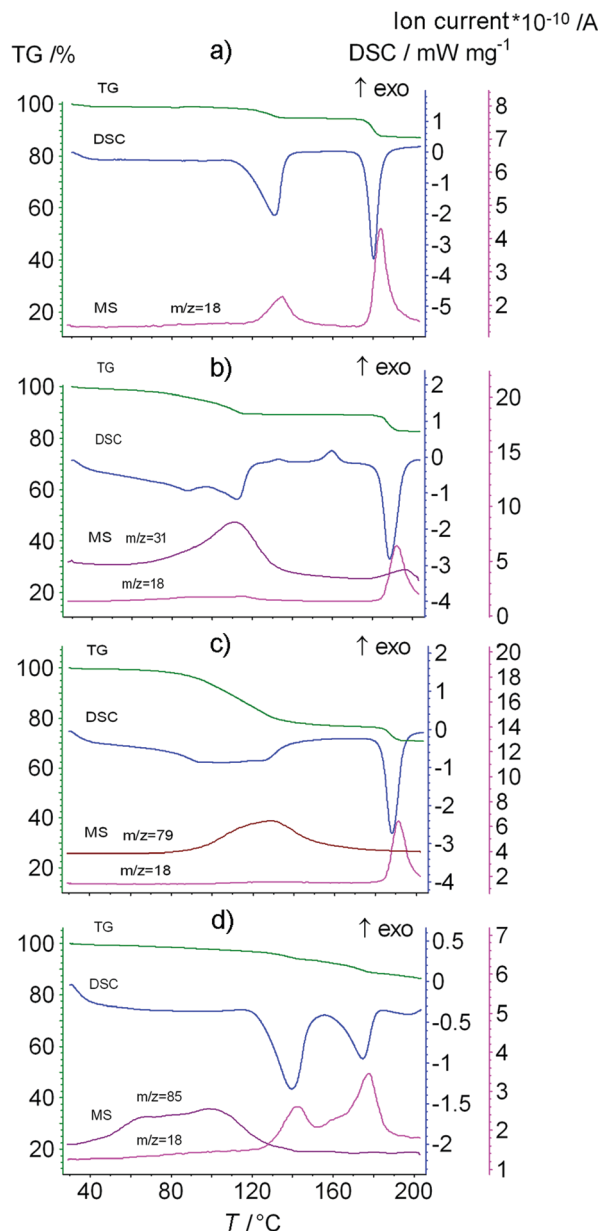 Ion current*10⁻¹⁰ /A
TG /%
a)
DSC / mW mg⁻¹
TG
↑ exo
100
80
60
40
20
DSC
MS
m/z=18
1
0
-1
-2
-3
-4
-5
8
7
6
5
4
3
2
b)
TG
↑ exo
100
80
60
40
20
DSC
MS
m/z=31
m/z=18
2
1
0
-1
-2
-3
-4
20
15
10
5
0
c)
TG
↑ exo
100
80
60
40
20
DSC
MS
m/z=79
m/z=18
2
1
0
-1
-2
-3
-4
20
18
16
14
12
10
8
6
4
2
d)
TG
↑ exo
100
80
60
40
20
DSC
MS
m/z=85
m/z=18
0.5
0
-0.5
-1
-1.5
-2
7
6
5
4
3
2
1
40 80 120 160 200
T /°C